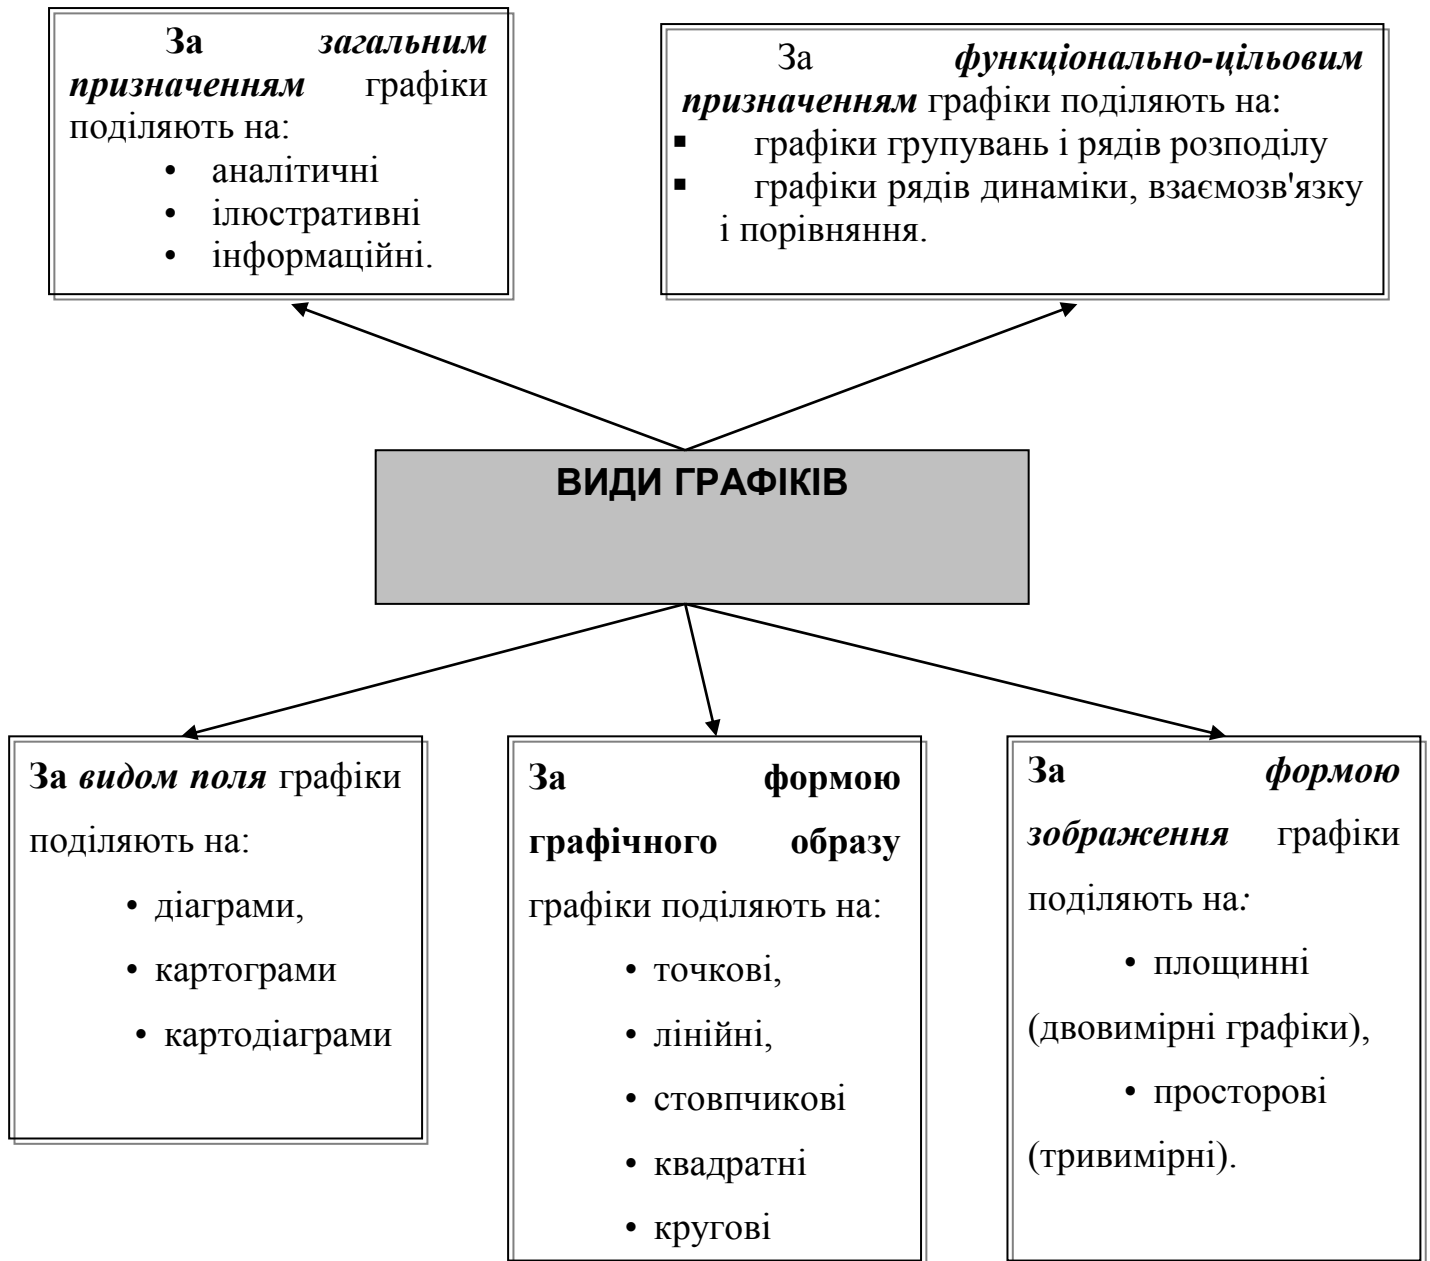 За загальним
призначенням графіки
поділяють на:
• аналітичні
• ілюстративні
• інформаційні.
За функціонально-цільовим
призначенням графіки поділяють на:
▪ графіки групувань і рядів розподілу
▪ графіки рядів динаміки, взаємозв'язку
і порівняння.
ВИДИ ГРАФІКІВ
За видом поля графіки
поділяють на:
• діаграми,
• картограми
• картодіаграми
За формою
графічного образу
графіки поділяють на:
• точкові,
• лінійні,
• стовпчикові
• квадратні
• кругові
За формою
зображення графіки
поділяють на:
• площинні
(двовимірні графіки),
• просторові
(тривимірні).